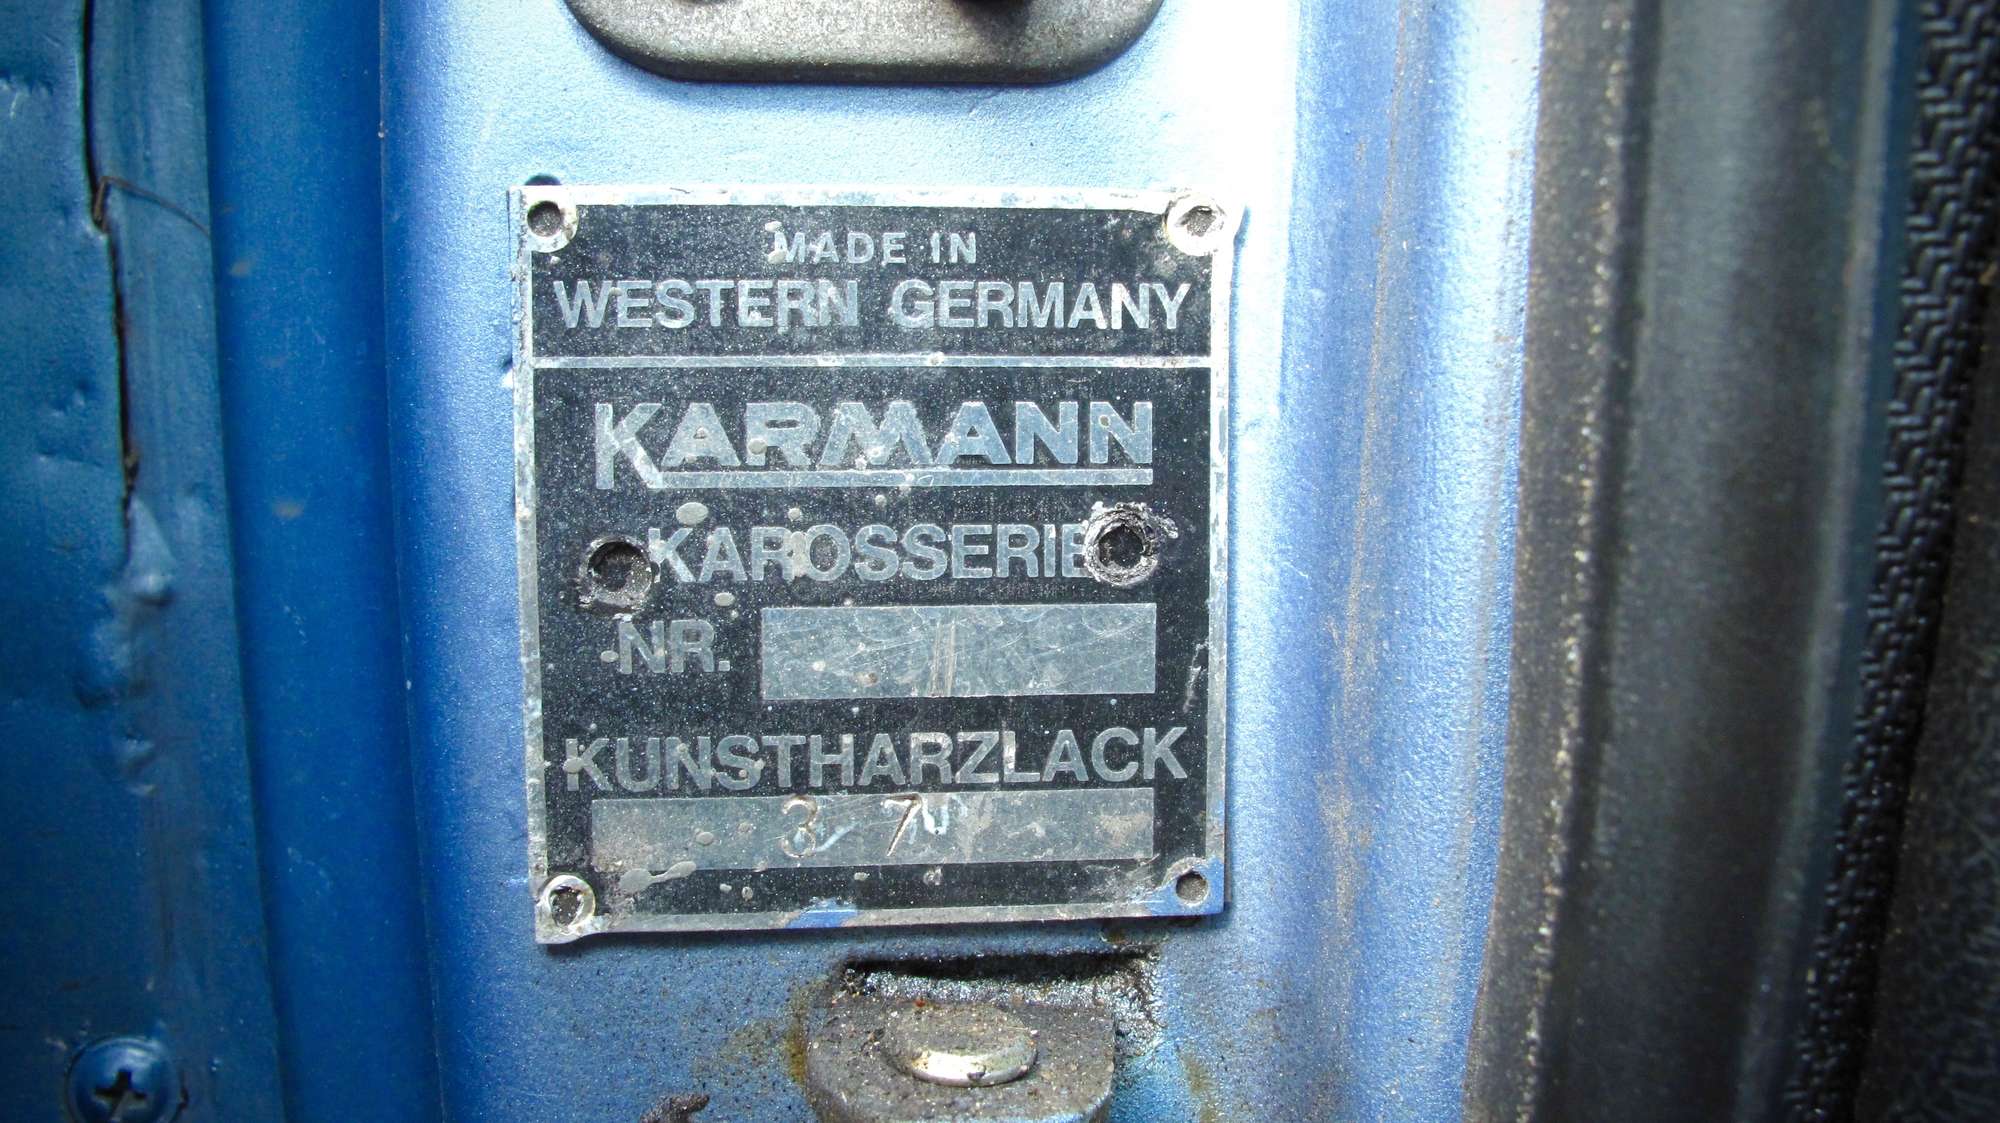 MADE IN
WESTERN GERMANY
KARMANN
KAROSSERIE
NR.
KUNSTHARZLACK
3 7